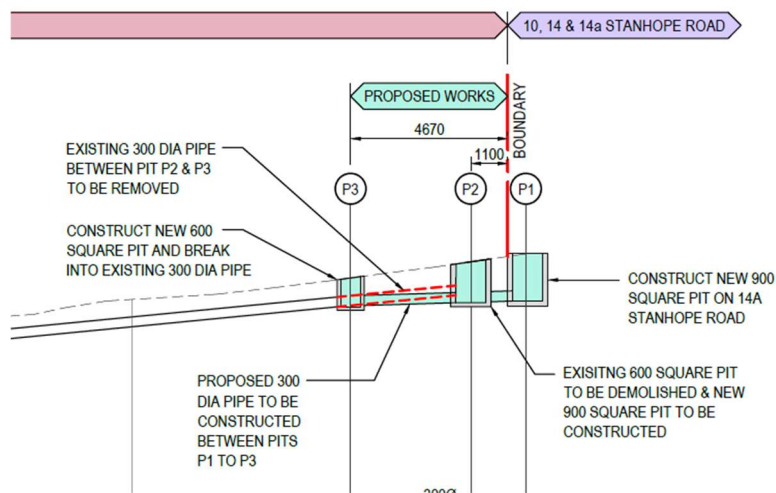 10, 14 & 14a STANHOPE ROAD
PROPOSED WORKS
BOUNDARY
4670
1100
EXISTING 300 DIA PIPE
BETWEEN PIT P2 & P3
TO BE REMOVED
P3
P2
P1
CONSTRUCT NEW 600
SQUARE PIT AND BREAK
INTO EXISTING 300 DIA PIPE
CONSTRUCT NEW 900
SQUARE PIT ON 14A
STANHOPE ROAD
PROPOSED 300
DIA PIPE TO BE
CONSTRUCTED
BETWEEN PITS
P1 TO P3
EXISITNG 600 SQUARE PIT
TO BE DEMOLISHED & NEW
900 SQUARE PIT TO BE
CONSTRUCTED